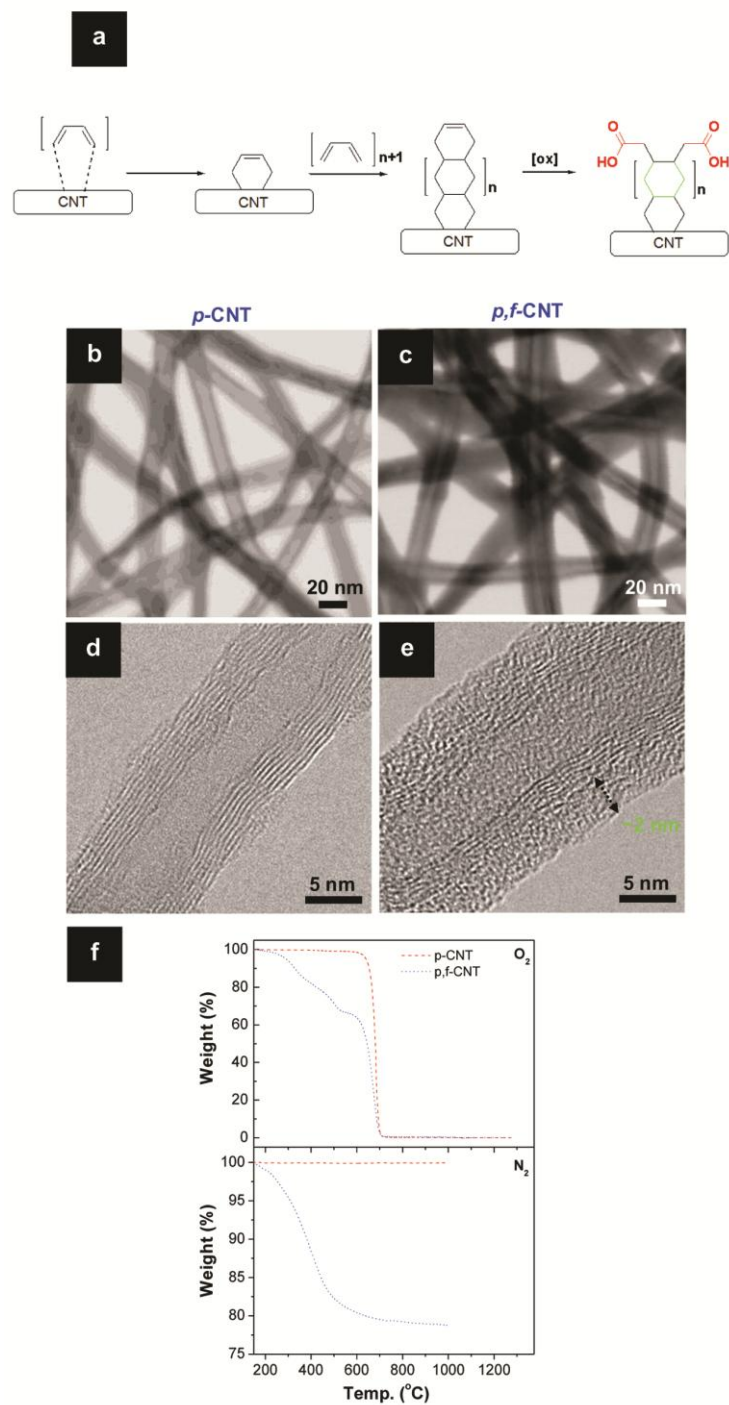 a
n+1
CNT
CNT
n
[ox]
CNT
O O
HO OH
n
CNT
p-CNT p,f-CNT
b c
20 nm 20 nm
d e
~2 nm
5 nm 5 nm
f
100
80
60
40
20
0
Weight (%)
p-CNT
p,f-CNT
O2
100
95
90
85
80
75
Weight (%)
N2
200 400 600 800 1000 1200
Temp. (°C)